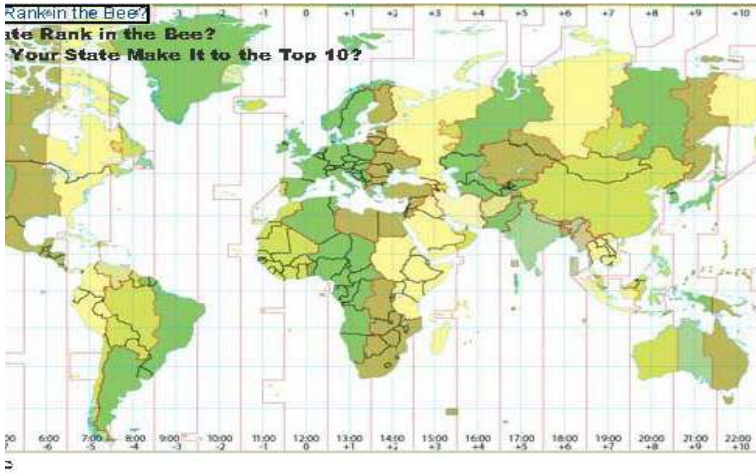 Rank in the Bee? -3 -2 -1 0 +1 +2 +3 +4 +5 +6 +7 +8 +9 +10
ate Rank in the Bee?
Your State Make It to the Top 10?
00 6:00 7:00 8:00 9:00 10:00 11:00 12:00 13:00 14:00 15:00 16:00 17:00 18:00 19:00 20:00 21:00 22:00
-6 -5 -4 -3 -2 -1 0 +1 +2 +3 +4 +5 +6 +7 +8 +9 +10